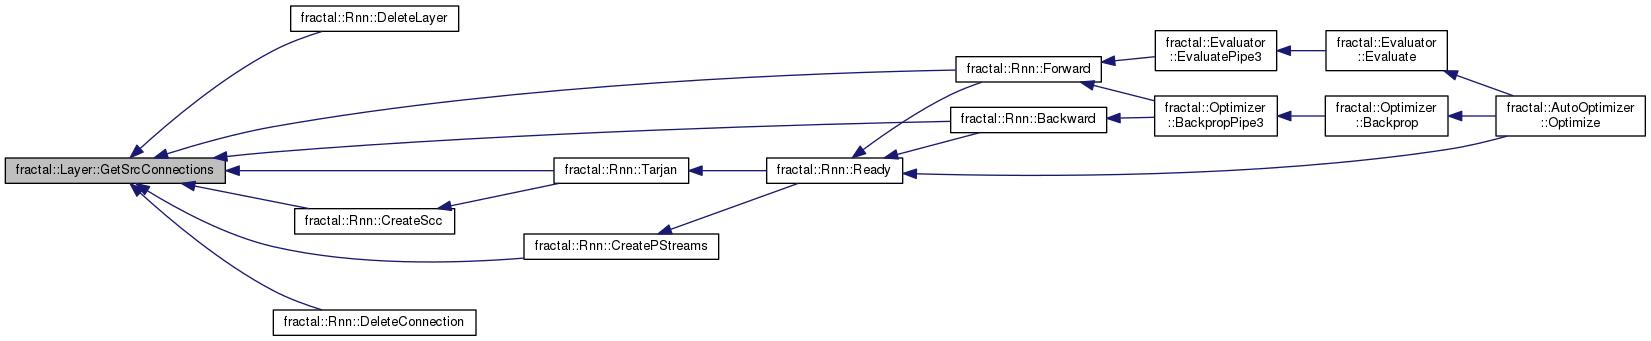 fractal::Rnn::DeleteLayer
fractal::Evaluator
::EvaluatePipe3
fractal::Evaluator
::Evaluate
fractal::Rnn::Forward
fractal::Optimizer
::BackpropPipe3
fractal::Optimizer
::Backprop
fractal::AutoOptimizer
::Optimize
fractal::Rnn::Backward
fractal::Layer::GetSrcConnections
fractal::Rnn::Tarjan
fractal::Rnn::Ready
fractal::Rnn::CreateScc
fractal::Rnn::CreatePStreams
fractal::Rnn::DeleteConnection